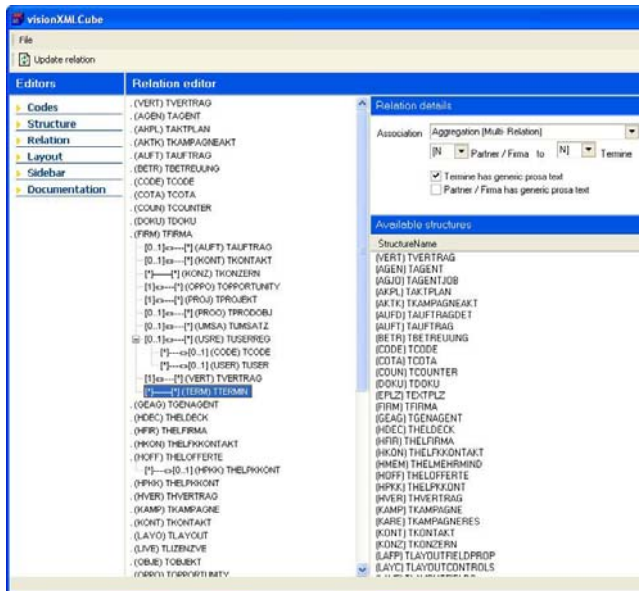 visionXML Cube
File
Update relation
Editors
Codes
Structure
Relation
Layout
Sidebar
Documentation
Relation editor
. (VERT) TVERTRAG
. (AGEN) TAGENT
. (AKPL) TAKTPLAN
. (AKTK) TKAMPAGNEAKT
. (AUFT) TAUFTRAG
. (BETR) TBETREUUNG
. (CODE) TCODE
. (COTA) TCOTA
. (COUN) TCOUNTER
. (DOKU) TDOKU
. (FIRM) TFIRMA
[0..1]<>---[*] (AUFT) TAUFTRAG
[0..1]<>---[*] (KONT) TKONTAKT
[*]------[*] (KONZ) TKONZERN
[1]<>---[*] (OPPO) TOPPORTUNITY
[1]<>---[*] (PROJ) TPROJEKT
[0..1]<>---[*] (PROO) TPRODOBJ
[0..1]<>---[*] (UMSA) TUMSATZ
[0..1]<>---[*] (USRE) TUSERREG
[*]---<>[0..1] (CODE) TCODE
[*]---<>[0..1] (USER) TUSER
[1]<>---[*] (VERT) TVERTRAG
[*]------[*] (TERM) TTERMIN
. (GEAG) TGENAGENT
. (HDEC) THELDECK
. (HFIR) THELFIRMA
. (HKON) THELFKKONTAKT
. (HOFF) THELOFFERTE
[*]---<>[0..1] (HPKK) THELPKKONT
. (HPKK) THELPKKONT
. (HVER) THVERTRAG
. (KAMP) TKAMPAGNE
. (KONT) TKONTAKT
. (LAYO) TLAYOUT
. (LIVE) TLIZENZVE
. (OBJE) TOBJEKT
. (OPPO) TOPPORTUNITY
Relation details
Association Aggregation (Multi- Relation)
[N Partner / Firma to N] Termine
Termine has generic prosa text
Partner / Firma has generic prosa text
Available structures
StructureName
(VERT) TVERTRAG
(AGEN) TAGENT
(AGJO) TAGENTJOB
(AKPL) TAKTPLAN
(AKTK) TKAMPAGNEAKT
(AUFD) TAUFTRAGDET
(AUFT) TAUFTRAG
(BETR) TBETREUUNG
(CODE) TCODE
(COTA) TCOTA
(COUN) TCOUNTER
(DOKU) TDOKU
(EPLZ) TEXTPLZ
(FIRM) TFIRMA
(GEAG) TGENAGENT
(HDEC) THELDECK
(HFIR) THELFIRMA
(HKON) THELFKKONTAKT
(HMEM) THELMEHRMIND
(HOFF) THELOFFERTE
(HPKK) THELPKKONT
(HVER) THVERTRAG
(KAMP) TKAMPAGNE
(KARE) TKAMPAGNERES
(KONT) TKONTAKT
(KONZ) TKONZERN
(LAFP) TLAYOUTFIELDPROP
(LAYC) TLAYOUTCONTROLS